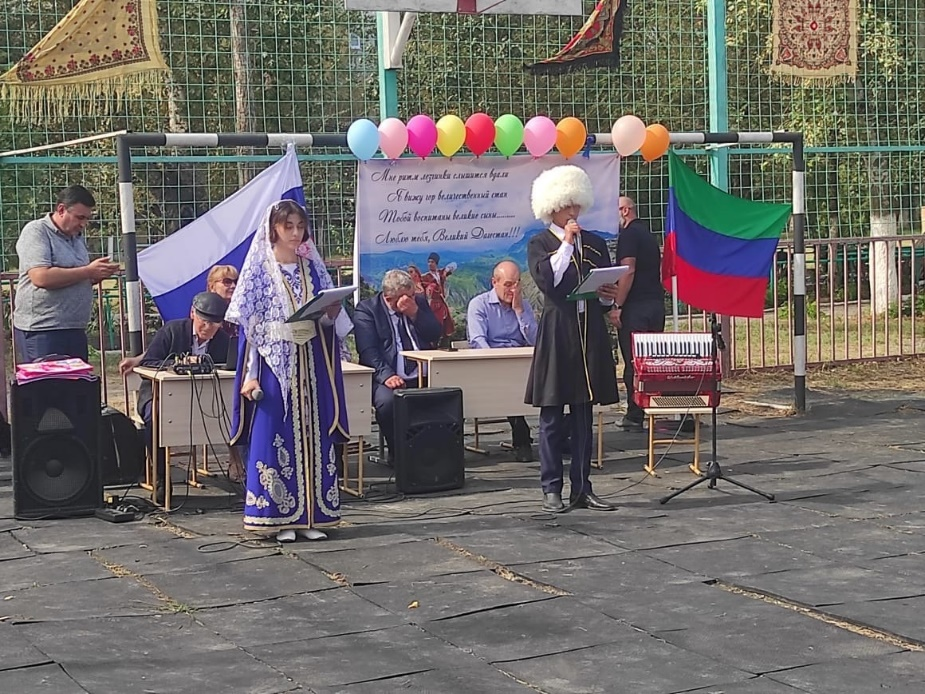 Мне ритм лезгинки слышится вдали
Я вижу гор величественный стан
Тобой воспитаны великие сыны.......
Люблю тебя, Великий Дагестан!!!